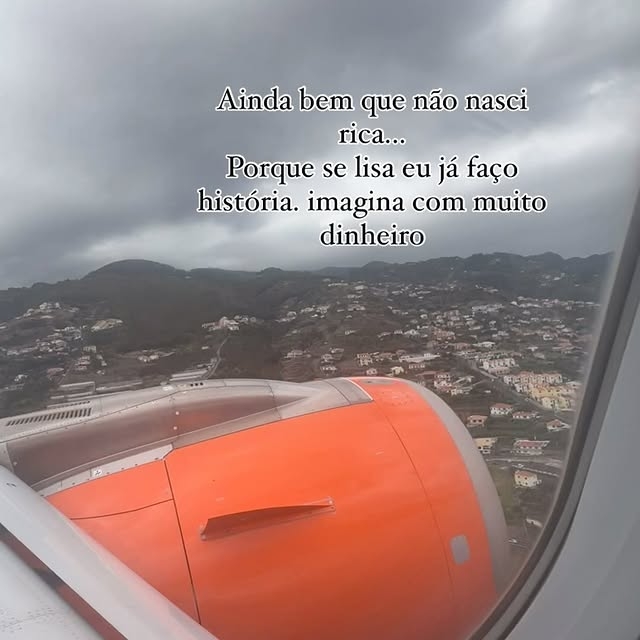 Ainda bem que não nasci
rica...
Porque se lisa eu já faço
história. imagina com muito
dinheiro